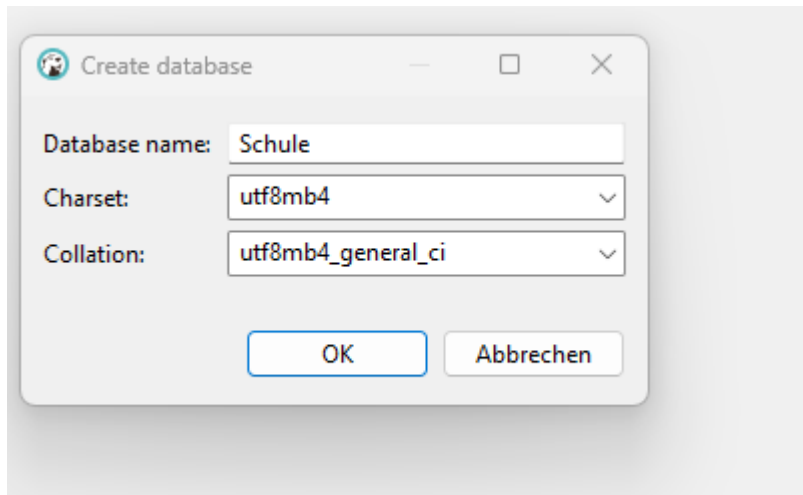 Create database
Database name: Schule
Charset: utf8mb4
Collation: utf8mb4_general_ci
OK Abbrechen